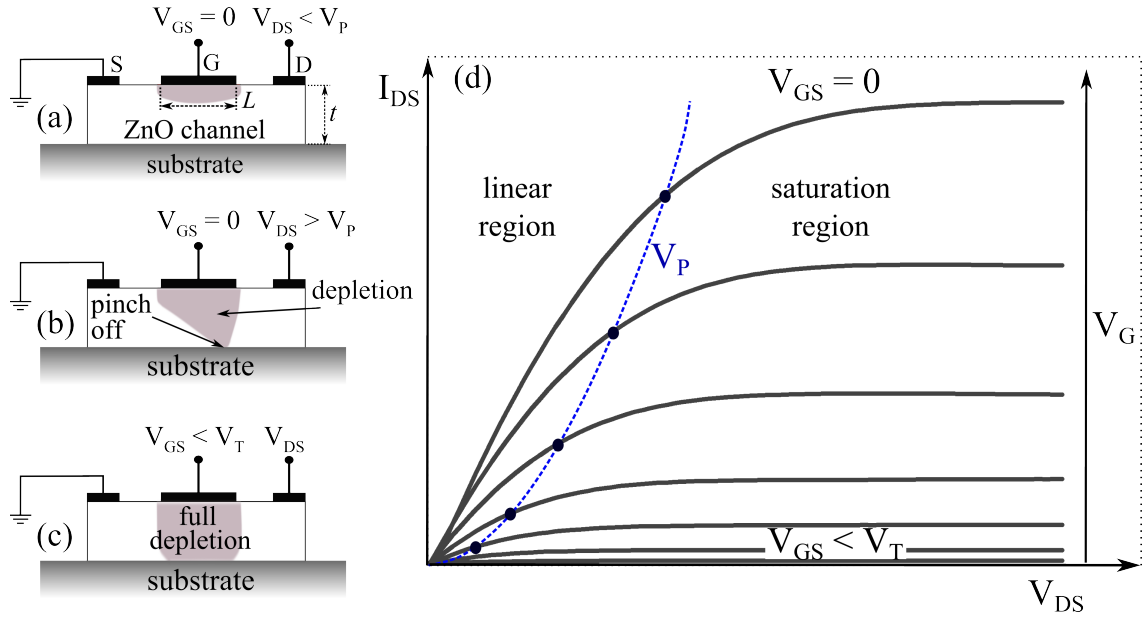 V_GS = 0 V_DS < V_P
S G D
(a) L t
ZnO channel
substrate
V_GS = 0 V_DS > V_P
depletion
(b) pinch
off
substrate
V_GS < V_T V_DS
(c) full
depletion
substrate
(d)
I_DS
V_GS = 0
linear
region
saturation
region
V_P
V_G
V_GS < V_T
V_DS